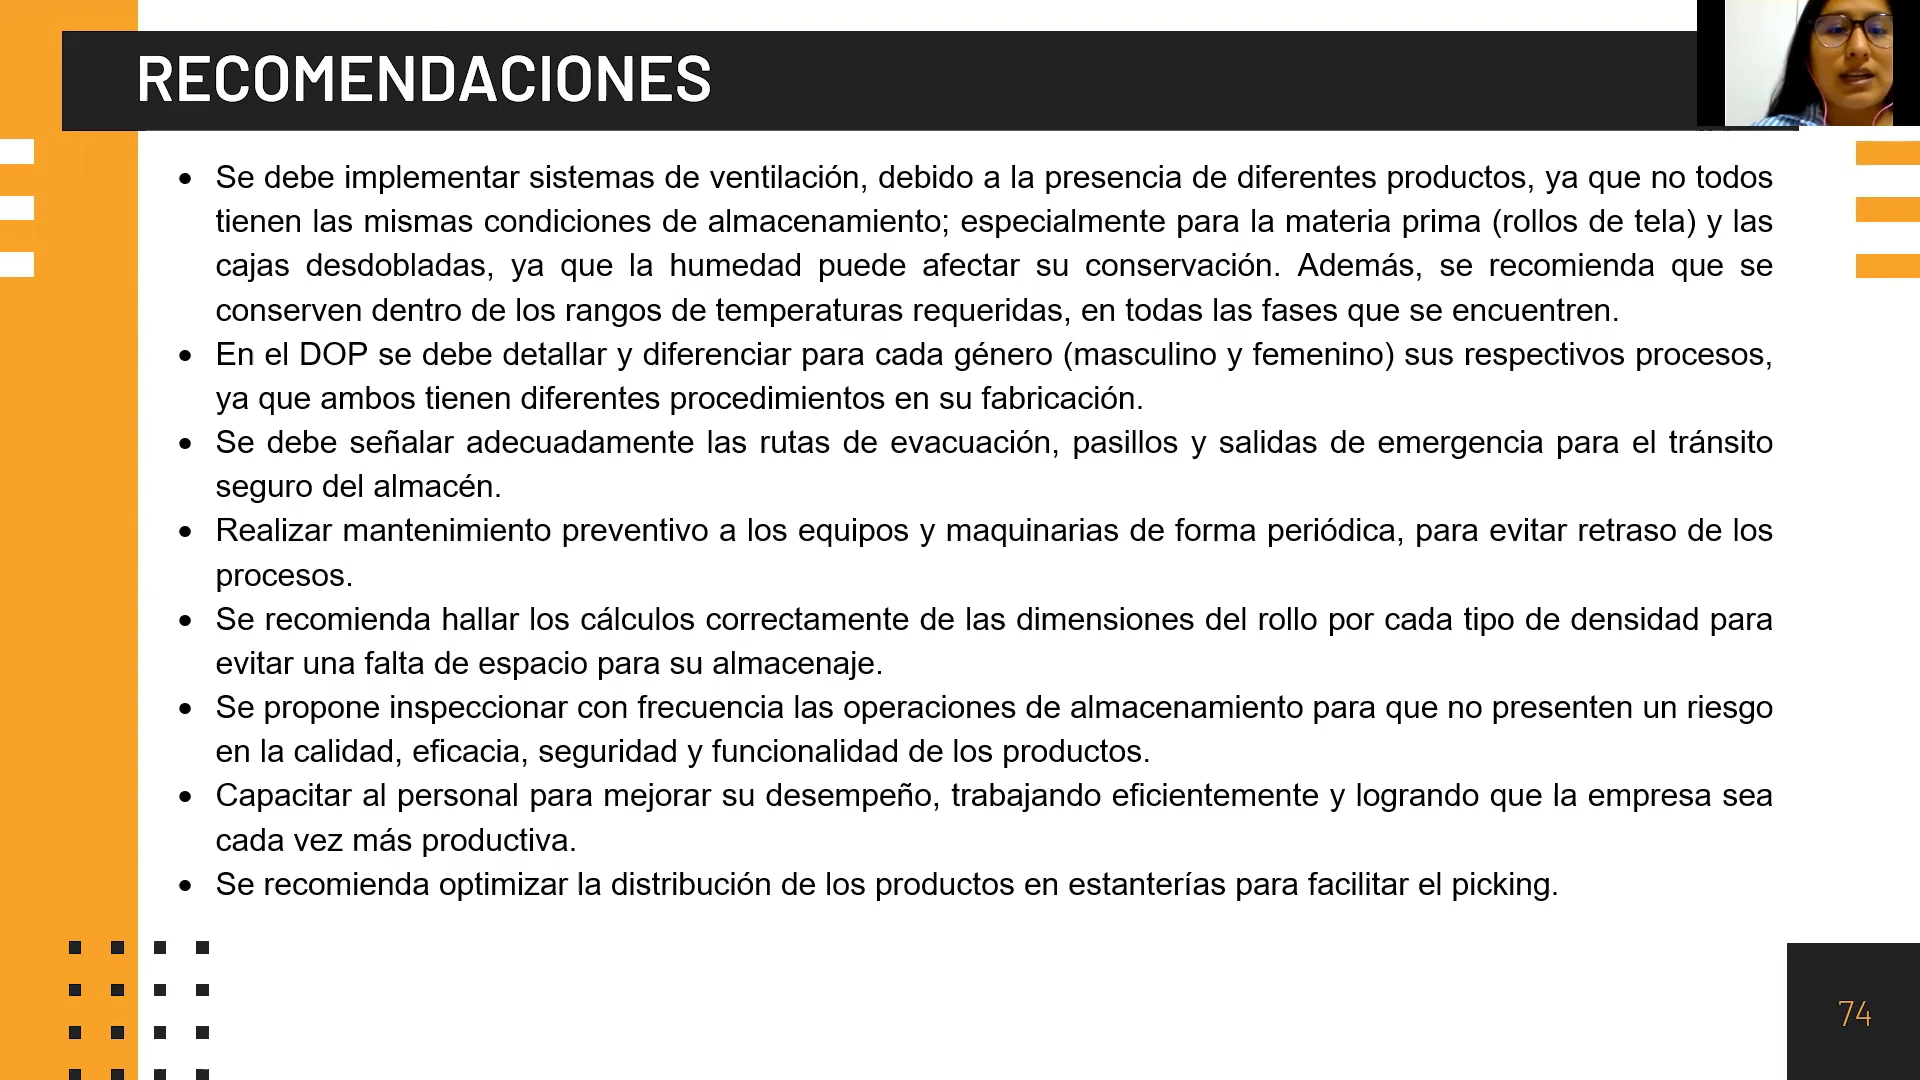 RECOMENDACIONES
• Se debe implementar sistemas de ventilación, debido a la presencia de diferentes productos, ya que no todos
tienen las mismas condiciones de almacenamiento; especialmente para la materia prima (rollos de tela) y las
cajas desdobladas, ya que la humedad puede afectar su conservación. Además, se recomienda que se
conserven dentro de los rangos de temperaturas requeridas, en todas las fases que se encuentren.
• En el DOP se debe detallar y diferenciar para cada género (masculino y femenino) sus respectivos procesos,
ya que ambos tienen diferentes procedimientos en su fabricación.
• Se debe señalar adecuadamente las rutas de evacuación, pasillos y salidas de emergencia para el tránsito
seguro del almacén.
• Realizar mantenimiento preventivo a los equipos y maquinarias de forma periódica, para evitar retraso de los
procesos.
• Se recomienda hallar los cálculos correctamente de las dimensiones del rollo por cada tipo de densidad para
evitar una falta de espacio para su almacenaje.
• Se propone inspeccionar con frecuencia las operaciones de almacenamiento para que no presenten un riesgo
en la calidad, eficacia, seguridad y funcionalidad de los productos.
• Capacitar al personal para mejorar su desempeño, trabajando eficientemente y logrando que la empresa sea
cada vez más productiva.
• Se recomienda optimizar la distribución de los productos en estanterías para facilitar el picking.
74